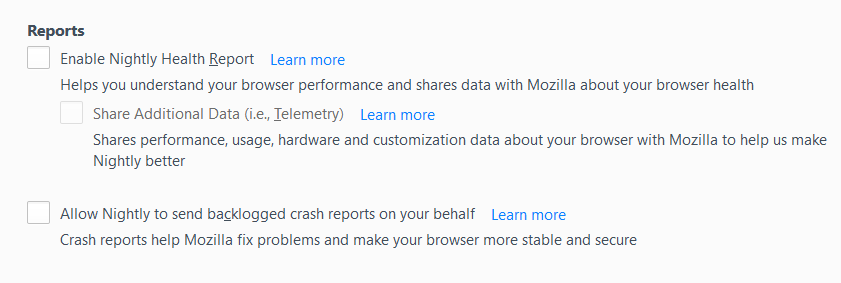 Reports
Enable Nightly Health Report Learn more
Helps you understand your browser performance and shares data with Mozilla about your browser health
Share Additional Data (i.e., Telemetry) Learn more
Shares performance, usage, hardware and customization data about your browser with Mozilla to help us make
Nightly better
Allow Nightly to send backlogged crash reports on your behalf Learn more
Crash reports help Mozilla fix problems and make your browser more stable and secure